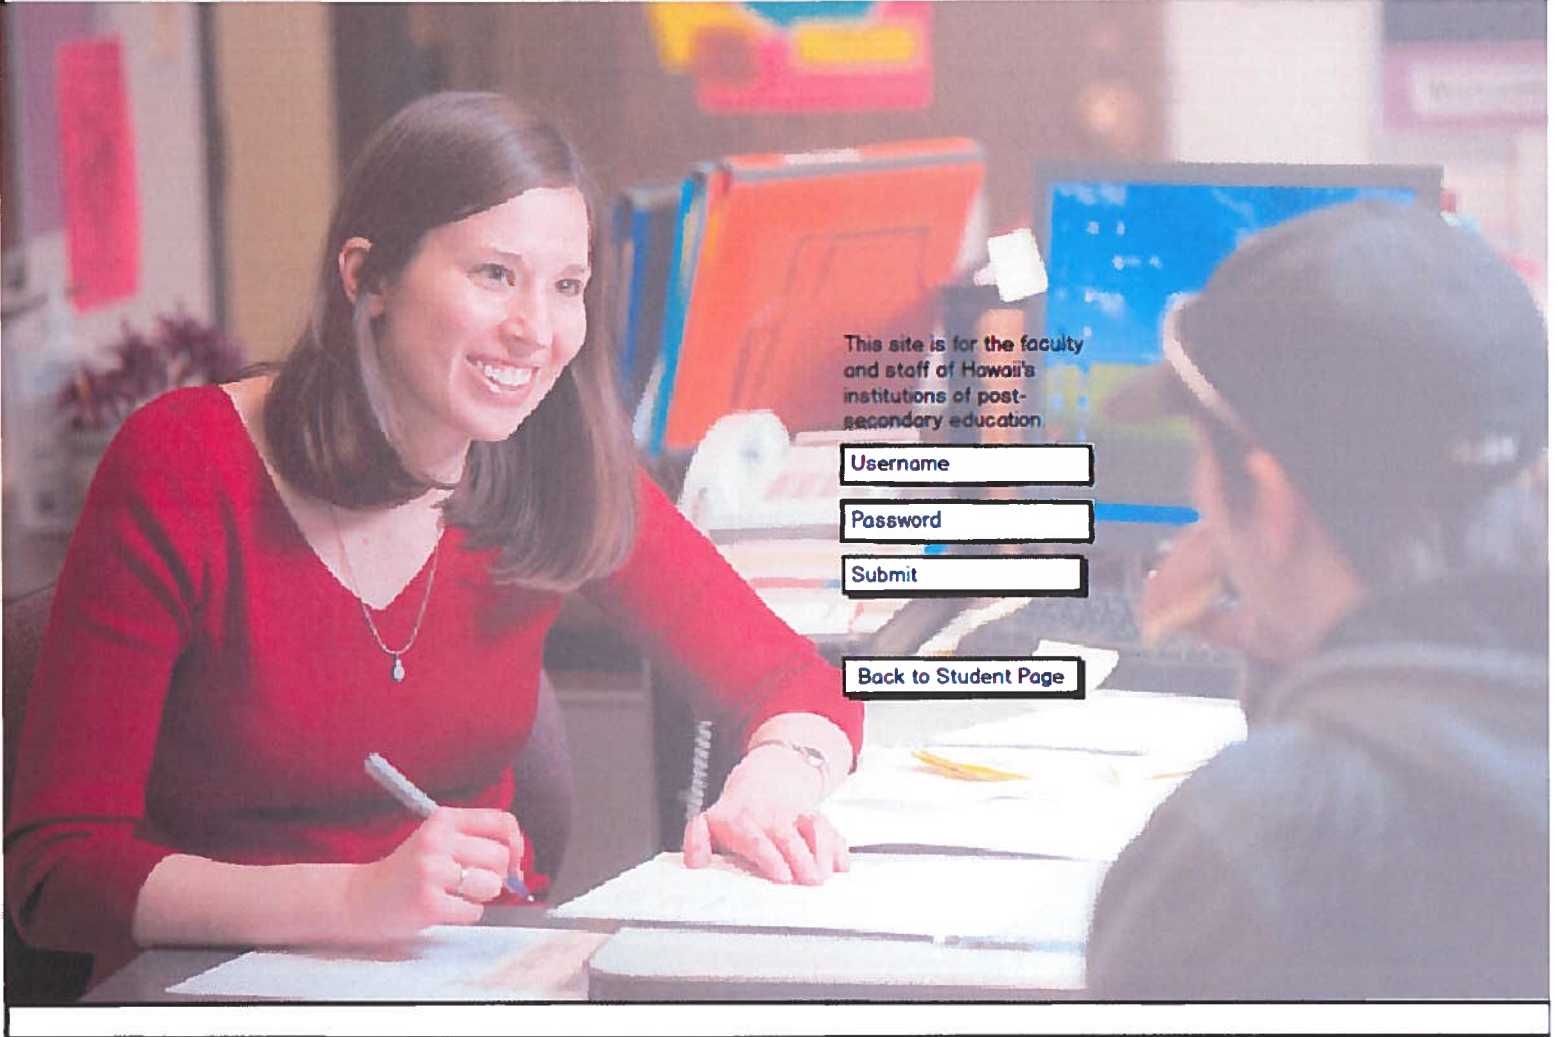 This site is for the faculty
and staff of Hawaii's
institutions of post-
secondary education.
Username
Password
Submit
Back to Student Page